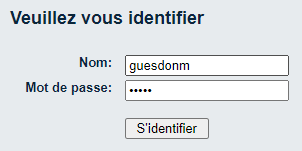 Veuillez vous identifier
Nom: guesdonm
Mot de passe: •••••
S'identifier